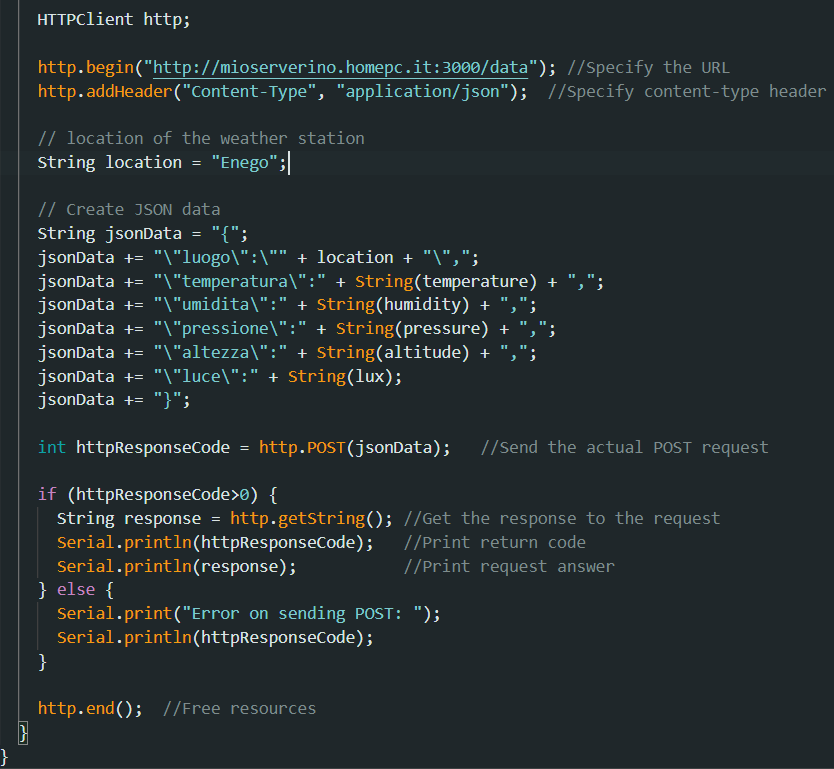 HTTPClient http;
http.begin("http://mioserverino.homepc.it:3000/data"); //Specify the URL
http.addHeader("Content-Type", "application/json");  //Specify content-type header
// location of the weather station
String location = "Enego";
// Create JSON data
String jsonData = "{";
jsonData += "\"luogo\":\"" + location + "\",";
jsonData += "\"temperatura\":" + String(temperature) + ",";
jsonData += "\"umidita\":" + String(humidity) + ",";
jsonData += "\"pressione\":" + String(pressure) + ",";
jsonData += "\"altezza\":" + String(altitude) + ",";
jsonData += "\"luce\":" + String(lux);
jsonData += "}";
int httpResponseCode = http.POST(jsonData);   //Send the actual POST request
if (httpResponseCode>0) {
  String response = http.getString(); //Get the response to the request
  Serial.println(httpResponseCode);   //Print return code
  Serial.println(response);           //Print request answer
} else {
  Serial.print("Error on sending POST: ");
  Serial.println(httpResponseCode);
}
http.end();  //Free resources
}
}